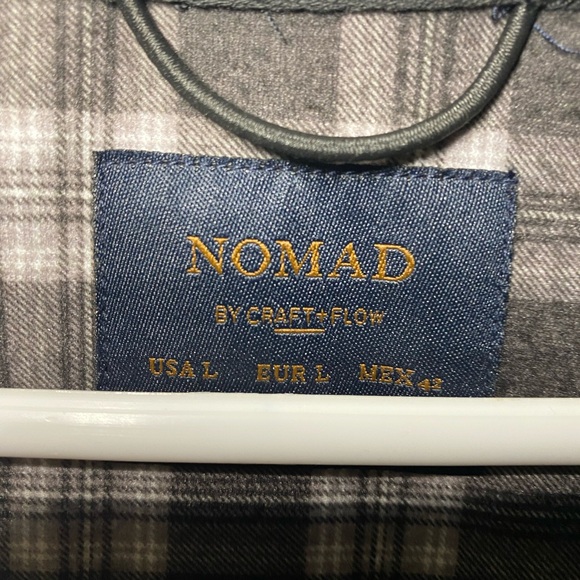 NOMAD
BY CRAFT+FLOW
USA L EUR L MEX 42